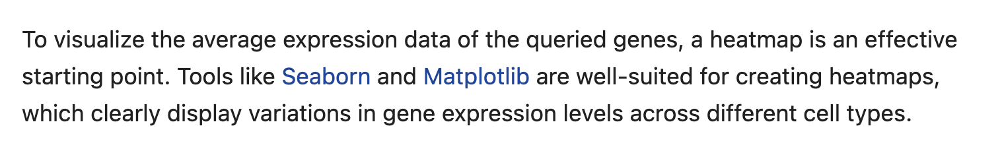 To visualize the average expression data of the queried genes, a heatmap is an effective
starting point. Tools like Seaborn and Matplotlib are well-suited for creating heatmaps,
which clearly display variations in gene expression levels across different cell types.